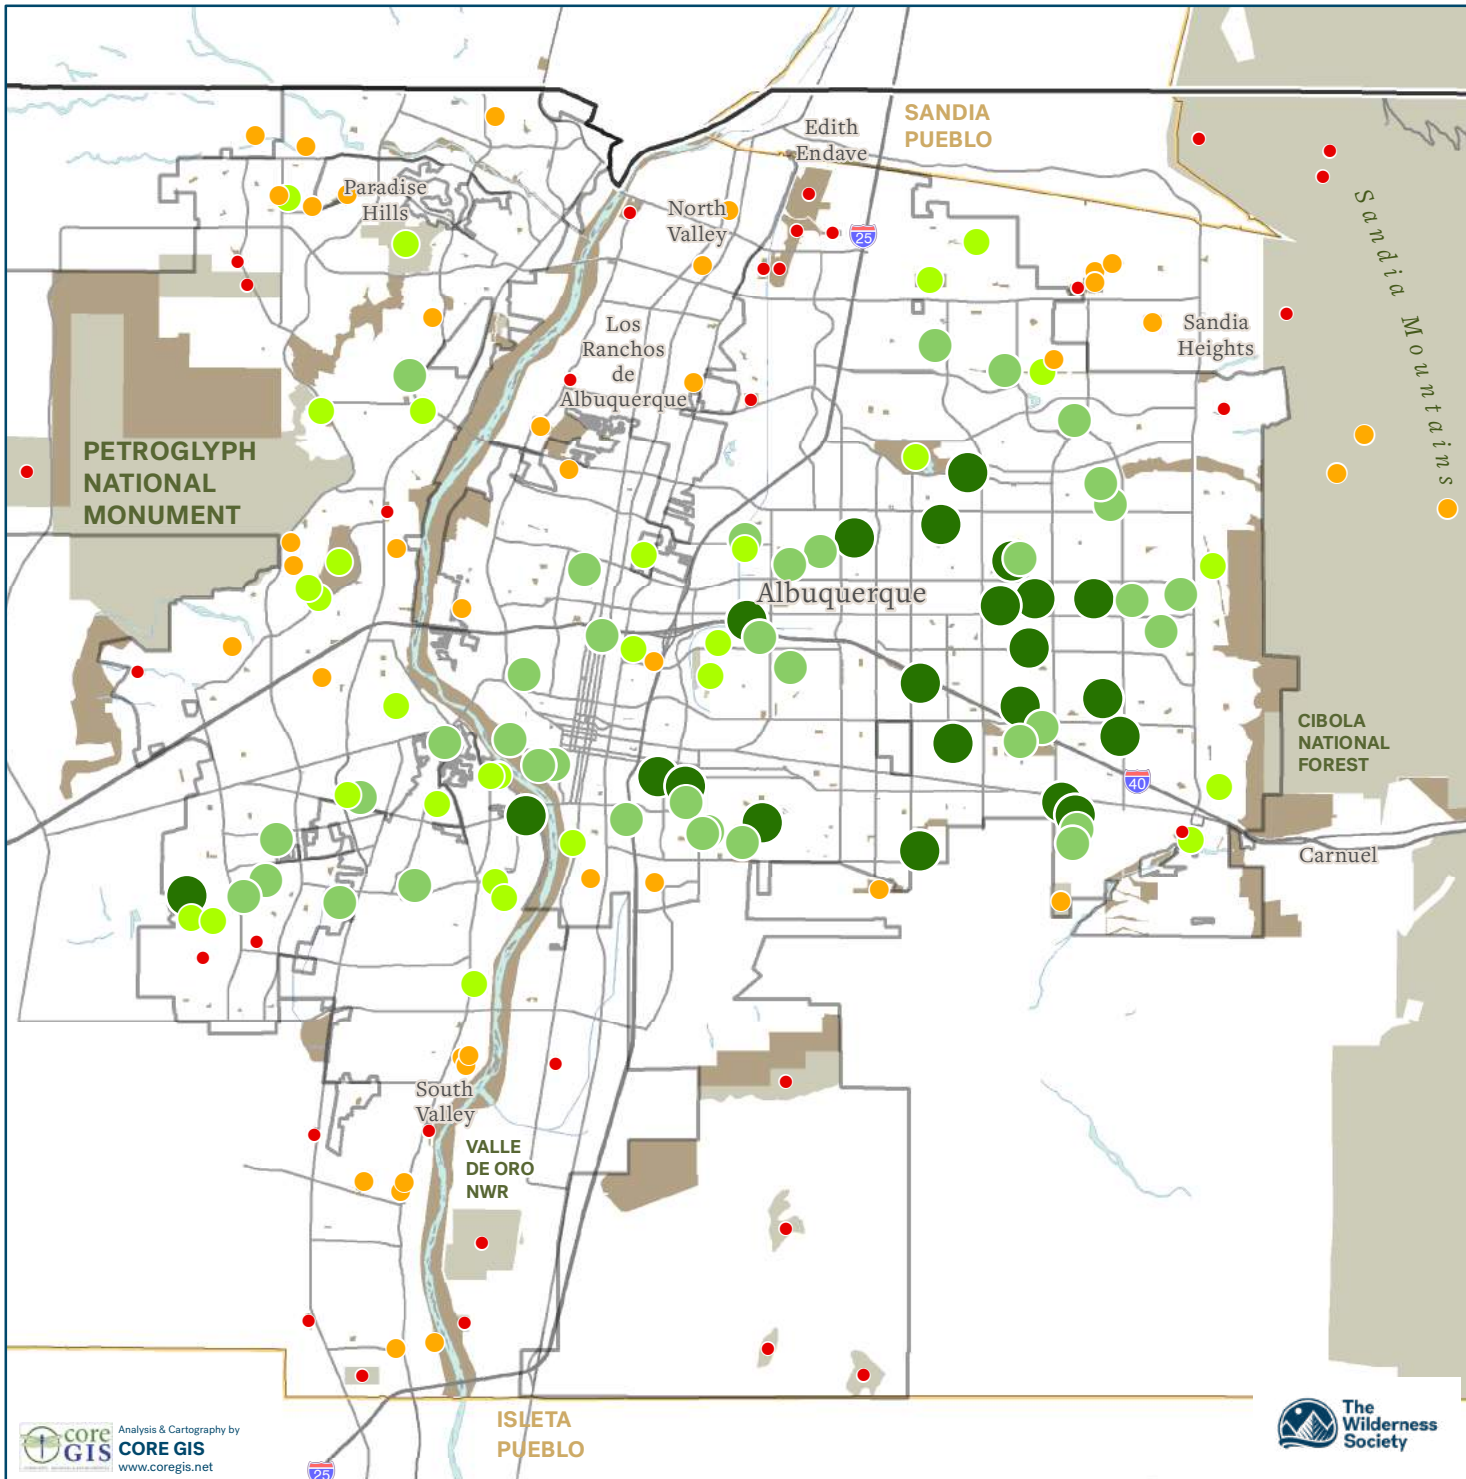 SANDIA
PUEBLO
Edith
Endave
Paradise
Hills
North
Valley
25
Sandia Mountains
Los
Ranchos
de
Albuquerque
Sandia
Heights
PETROGLYPH
NATIONAL
MONUMENT
Albuquerque
CIBOLA
NATIONAL
FOREST
40
Carnuel
South
Valley
VALLE
DE ORO
NWR
ISLETA
PUEBLO
25
core
GIS
Analysis & Cartography by
CORE GIS
www.coregis.net
The
Wilderness
Society